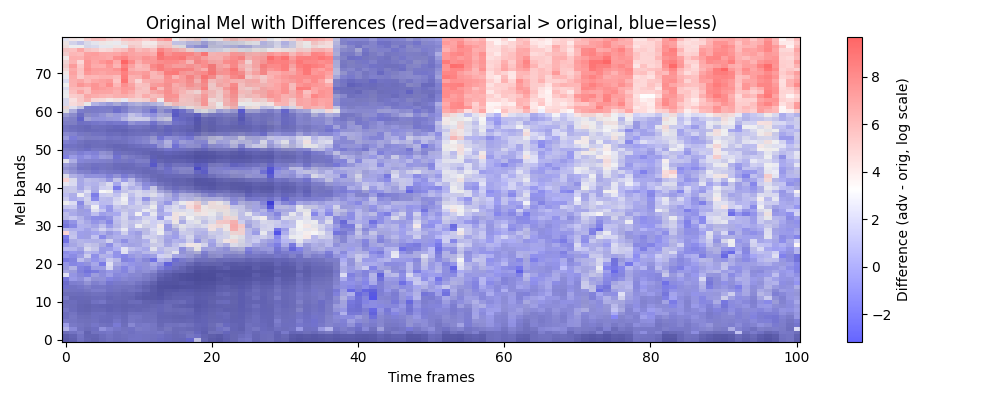 Original Mel with Differences (red=adversarial > original, blue=less)
Mel bands
70
60
50
40
30
20
10
0
0 20 40 60 80 100
Time frames
8
6
4
2
0
−2
Difference (adv - orig, log scale)